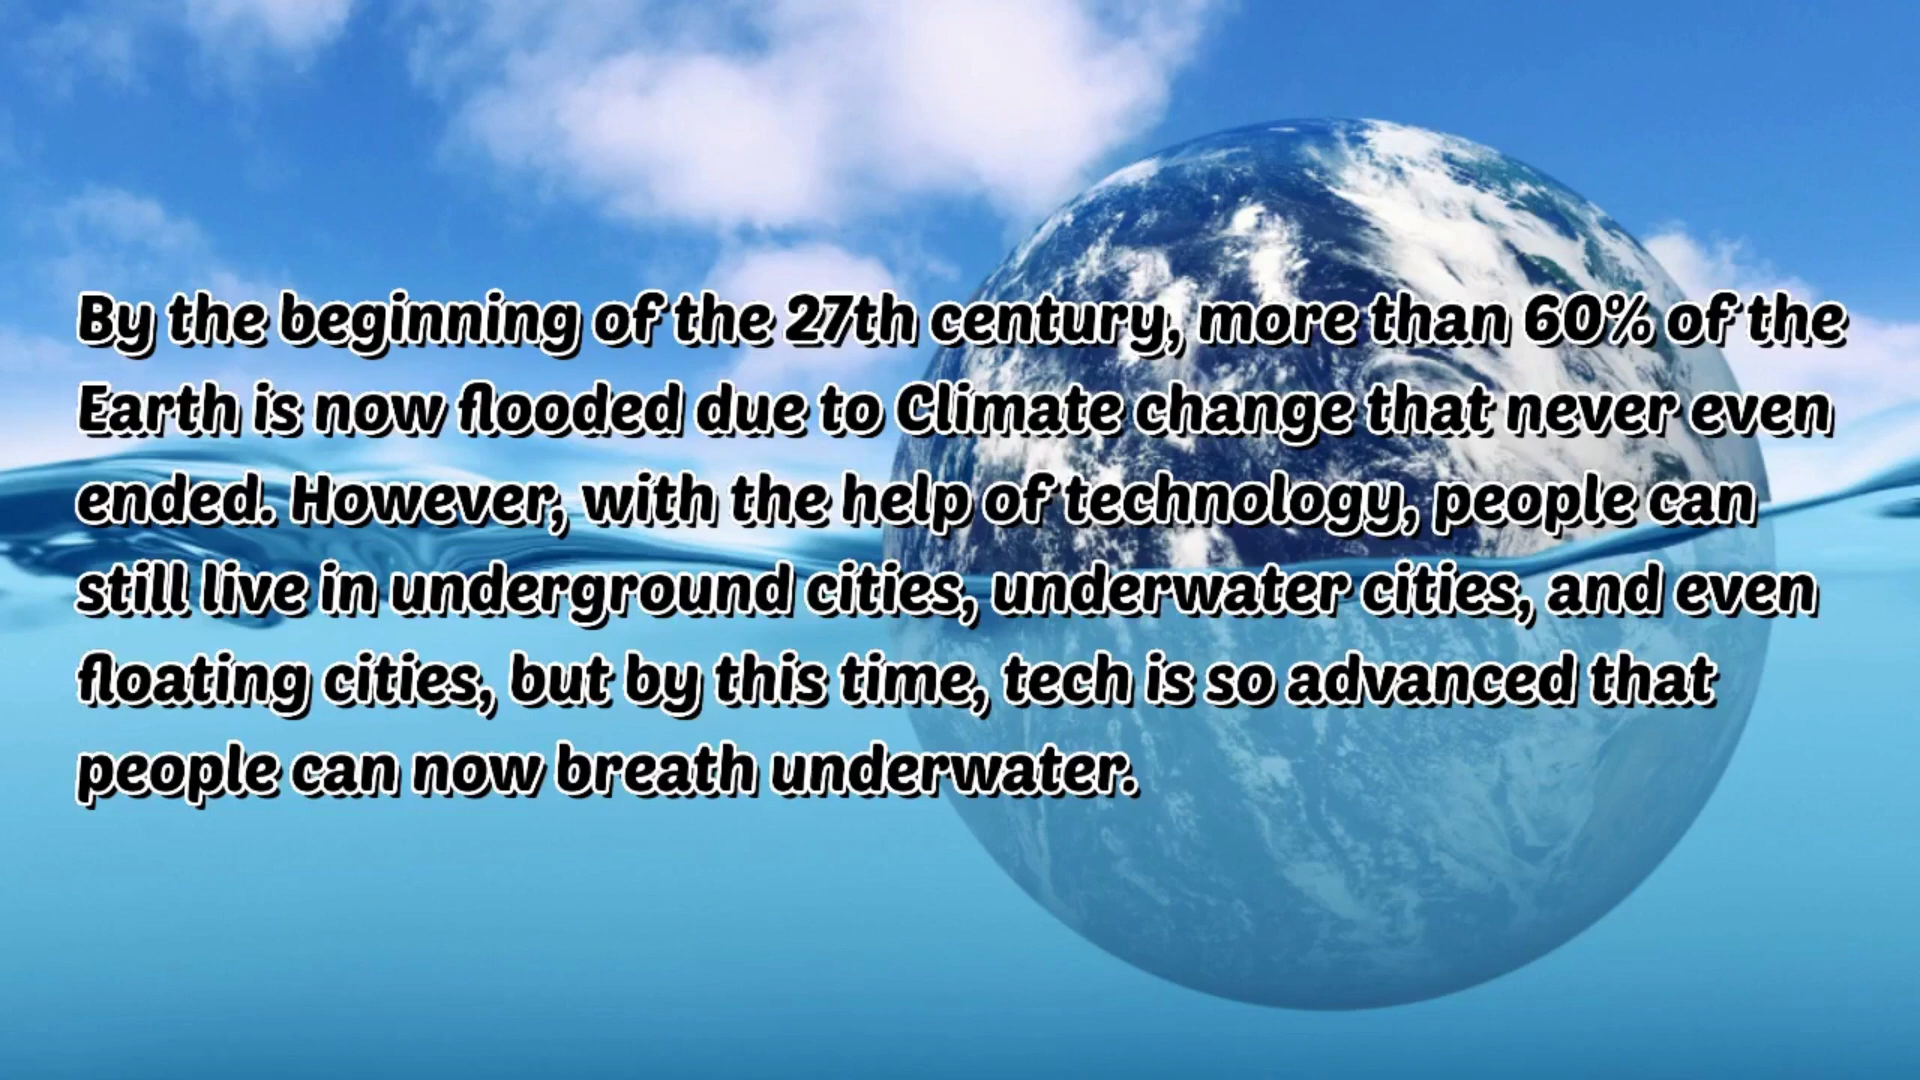 By the beginning of the 27th century, more than 60% of the
Earth is now flooded due to Climate change that never even
ended. However, with the help of technology, people can
still live in underground cities, underwater cities, and even
floating cities, but by this time, tech is so advanced that
people can now breath underwater.